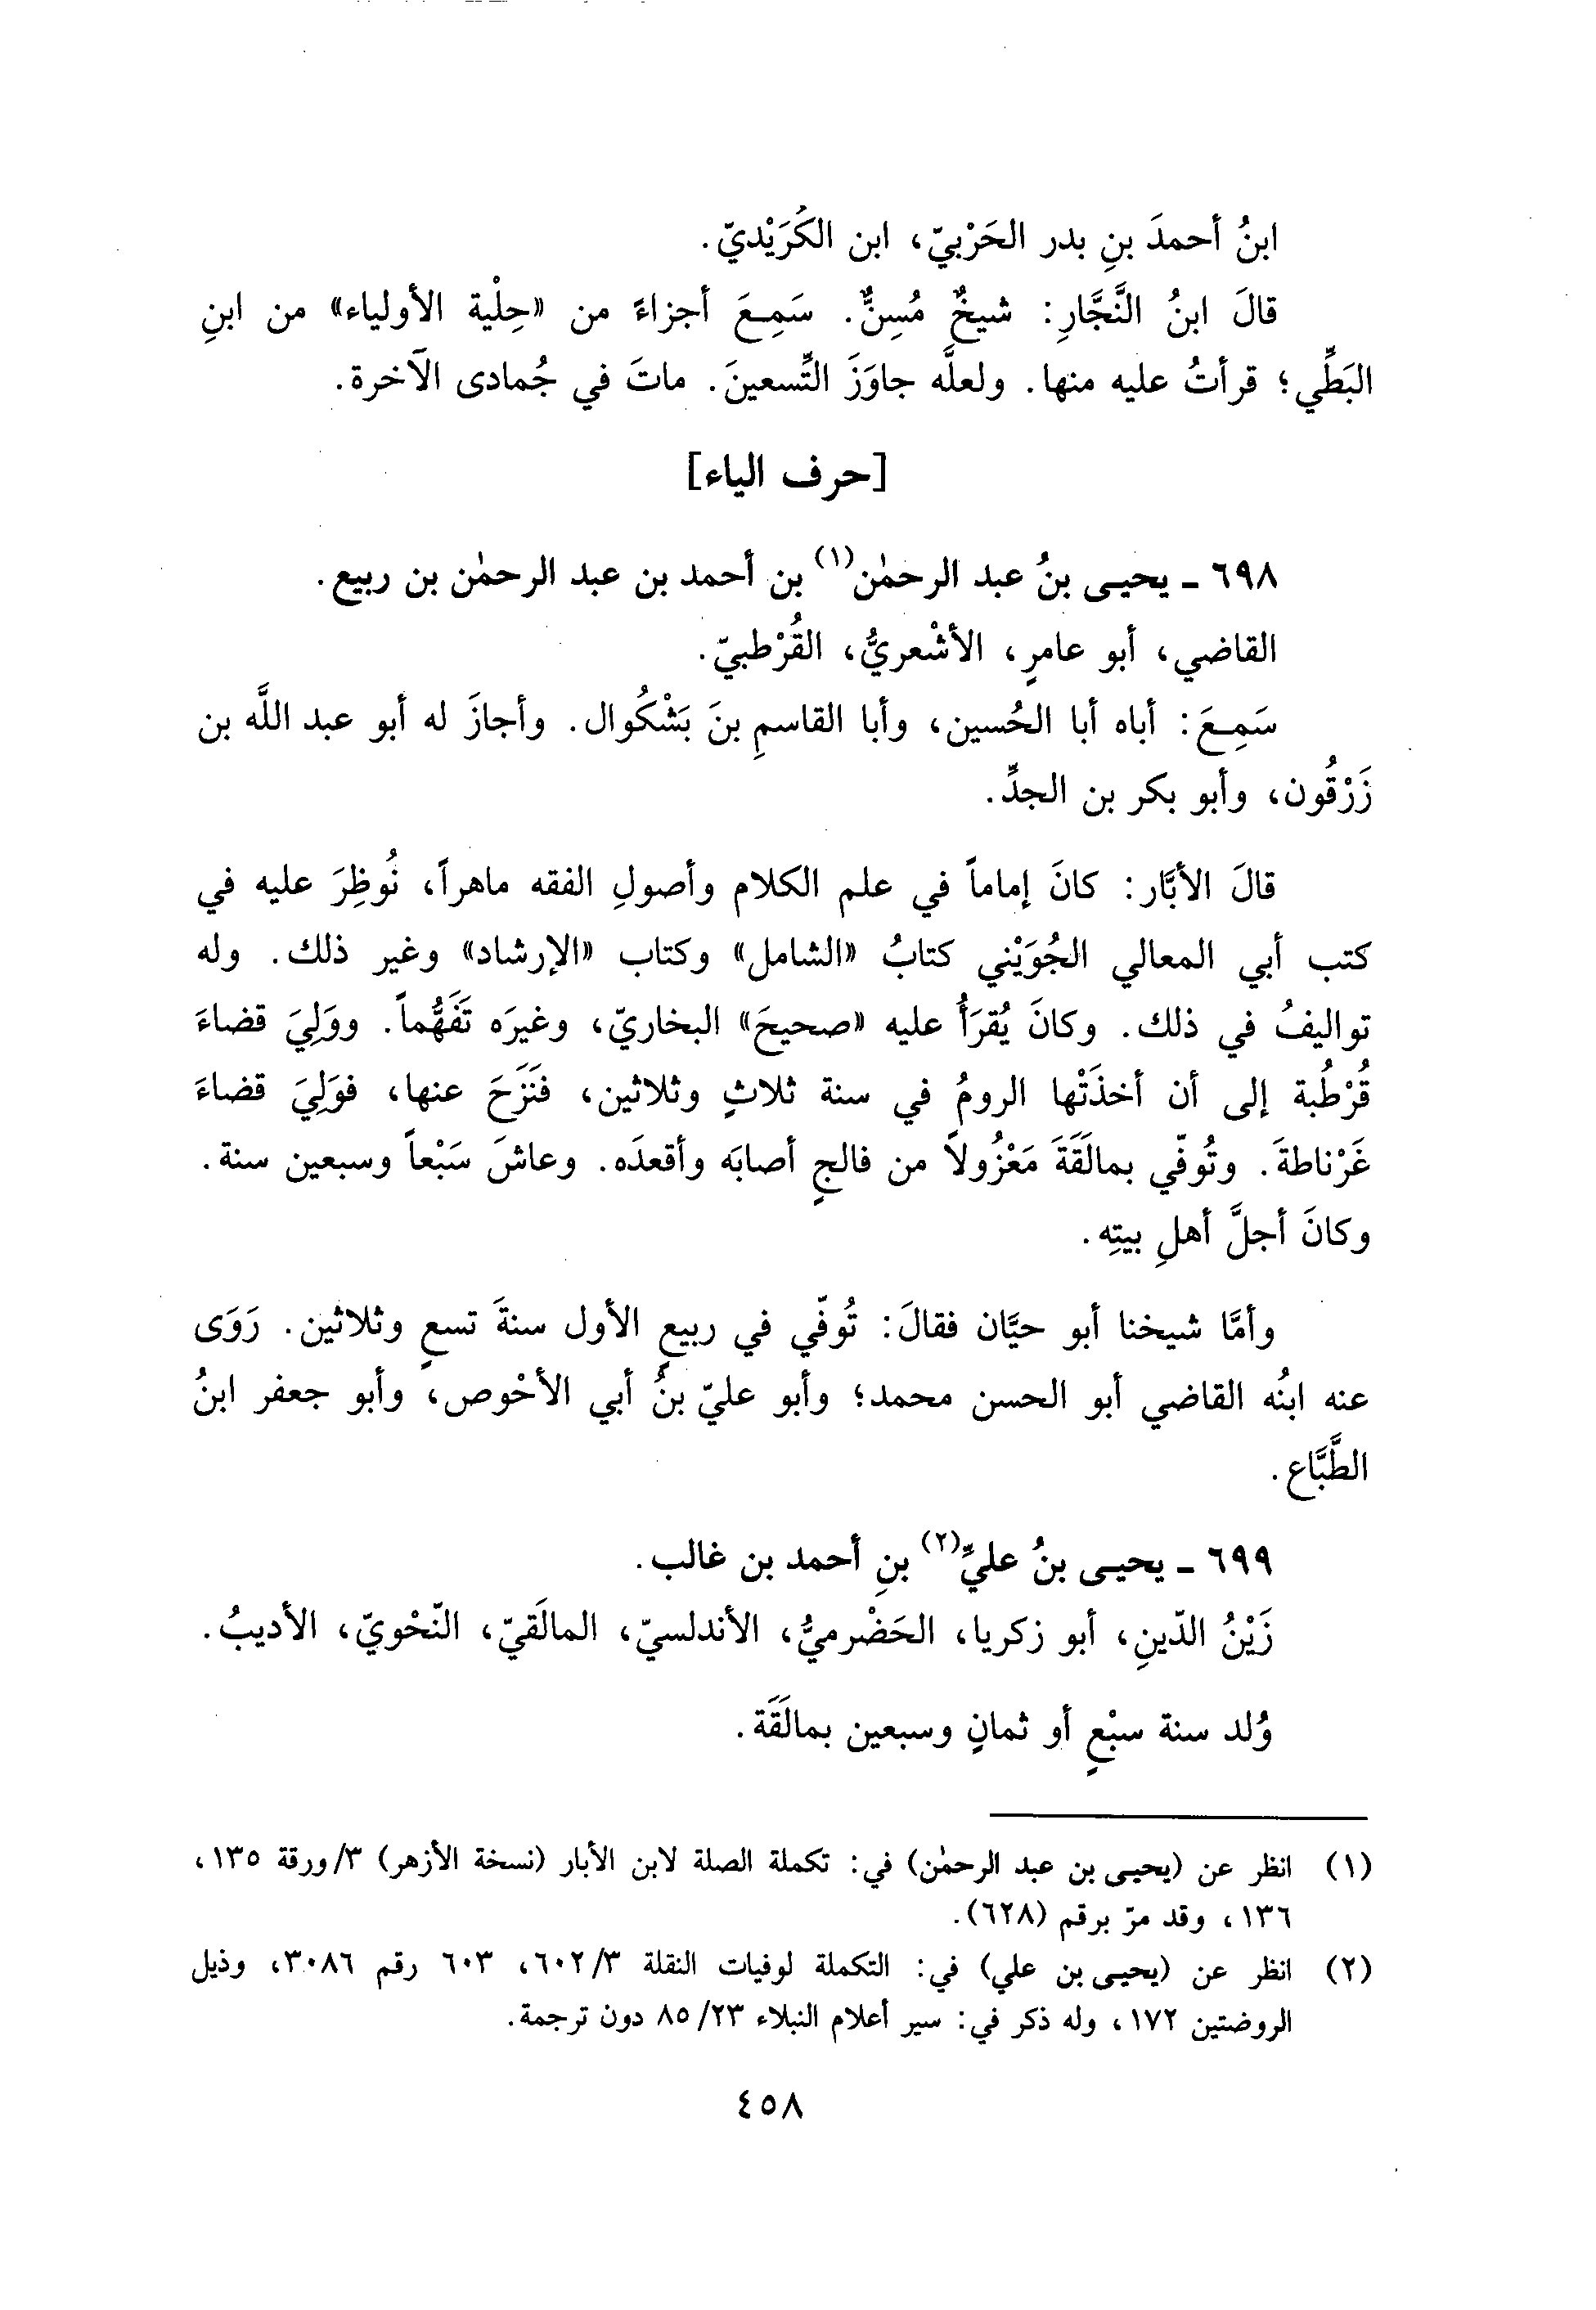 ابنُ أحمدَ بنِ بدر الحَرْبيّ، ابن الكُرَيْديّ.
قالَ ابنُ النَّجَّارِ: شيخٌ مُسِنٌّ. سَمِعَ أجزاءً من «حِلْية الأولياء» من ابنِ
البَطِّي؛ قرأتُ عليه منها. ولعلَّه جاوَزَ التِّسعينَ. ماتَ في جُمادى الآخرة.
[حرف الياء]
٦٩٨ - يحيى بنُ عبد الرحمٰن(١) بن أحمد بن عبد الرحمٰن بن ربيع.
القاضي، أبو عامرٍ، الأشْعريُّ، القُرْطبيّ.
سَمِعَ: أباه أبا الحُسين، وأبا القاسمِ بنَ بَشْكُوال. وأجازَ له أبو عبد اللَّه بن
زَرْقُون، وأبو بكر بن الجدِّ.
قالَ الأبَّار: كانَ إماماً في علم الكلام وأصولِ الفقه ماهراً، نُوظِرَ عليه في
كتب أبي المعالي الجُوَيْني كتابُ «الشامل» وكتاب «الإرشاد» وغير ذلك. وله
تواليفُ في ذلك. وكانَ يُقرَأُ عليه «صحيحَ» البخاريّ، وغيرَه تَفَهُّماً. ووَلِيَ قضاءَ
قُرْطُبة إلى أن أخذَتْها الرومُ في سنة ثلاثٍ وثلاثين، فنَزَحَ عنها، فوَلِيَ قضاءَ
غَرْناطةَ. وتُوفّي بمالَقَةَ مَعْزُولاً من فالجٍ أصابَه وأقعدَه. وعاشَ سَبْعاً وسبعين سنة.
وكانَ أجلَّ أهلِ بيتِه.
وأمَّا شيخنا أبو حيَّان فقالَ: تُوفّي في ربيعٍ الأول سنةَ تسعٍ وثلاثين. رَوَى
عنه ابنُه القاضي أبو الحسن محمد؛ وأبو عليّ بنُ أبي الأحْوص، وأبو جعفر ابنُ
الطَّبَّاع.
٦٩٩ - يحيى بنُ عليٍّ(٢) بنِ أحمد بن غالب.
زَيْنُ الدّينِ، أبو زكريا، الحَضْرميُّ، الأندلسيّ، المالَقيّ، النّحْويّ، الأديبُ.
وُلد سنة سبْعٍ أو ثمانٍ وسبعين بمالَقَة.
(١) انظر عن (يحيى بن عبد الرحمٰن) في: تكملة الصلة لابن الأبار (نسخة الأزهر) ٣/ورقة ١٣٥،
١٣٦، وقد مرّ برقم (٦٢٨).
(٢) انظر عن (يحيى بن علي) في: التكملة لوفيات النقلة ٦٠٢/٣، ٦٠٣ رقم ٣٠٨٦، وذيل
الروضتين ١٧٢، وله ذكر في: سير أعلام النبلاء ٨٥/٢٣ دون ترجمة.
٤٥٨